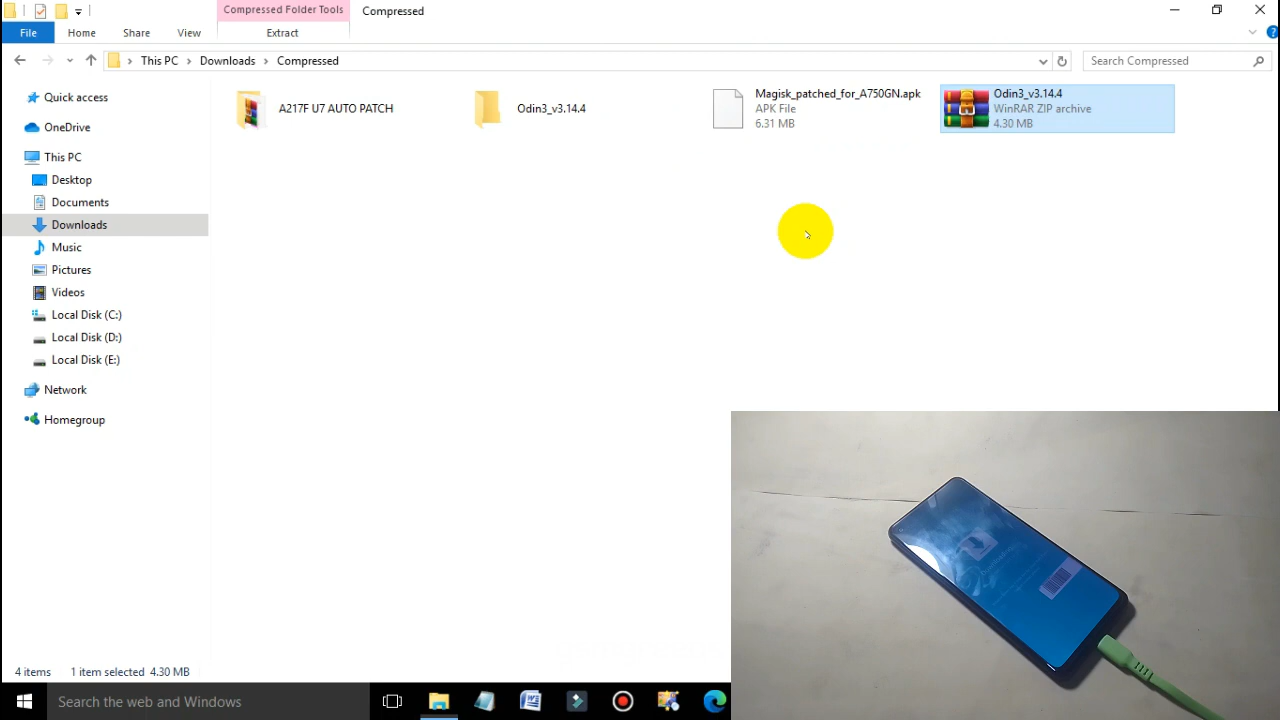 Compressed Folder Tools
Compressed
File
Home
Share
View
Extract
This PC
Downloads
Compressed
Search Compressed
Quick access
OneDrive
This PC
Desktop
Documents
Downloads
Music
Pictures
Videos
Local Disk (C:)
Local Disk (D:)
Local Disk (E:)
Network
Homegroup
A217F U7 AUTO PATCH
Odin3_v3.14.4
Magisk_patched_for_A750GN.apk
APK File
6.31 MB
Odin3_v3.14.4
WinRAR ZIP archive
4.30 MB
4 items
1 item selected
4.30 MB
Search the web and Windows